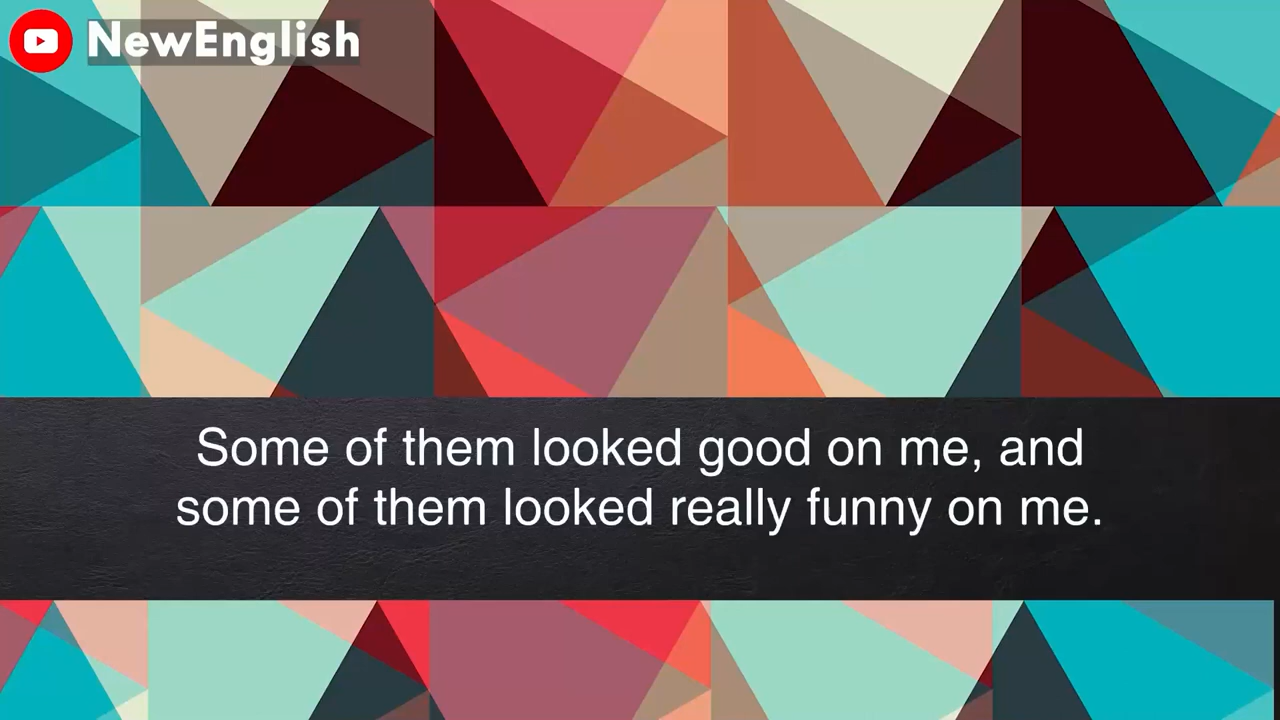 NewEnglish
Some of them looked good on me, and
some of them looked really funny on me.